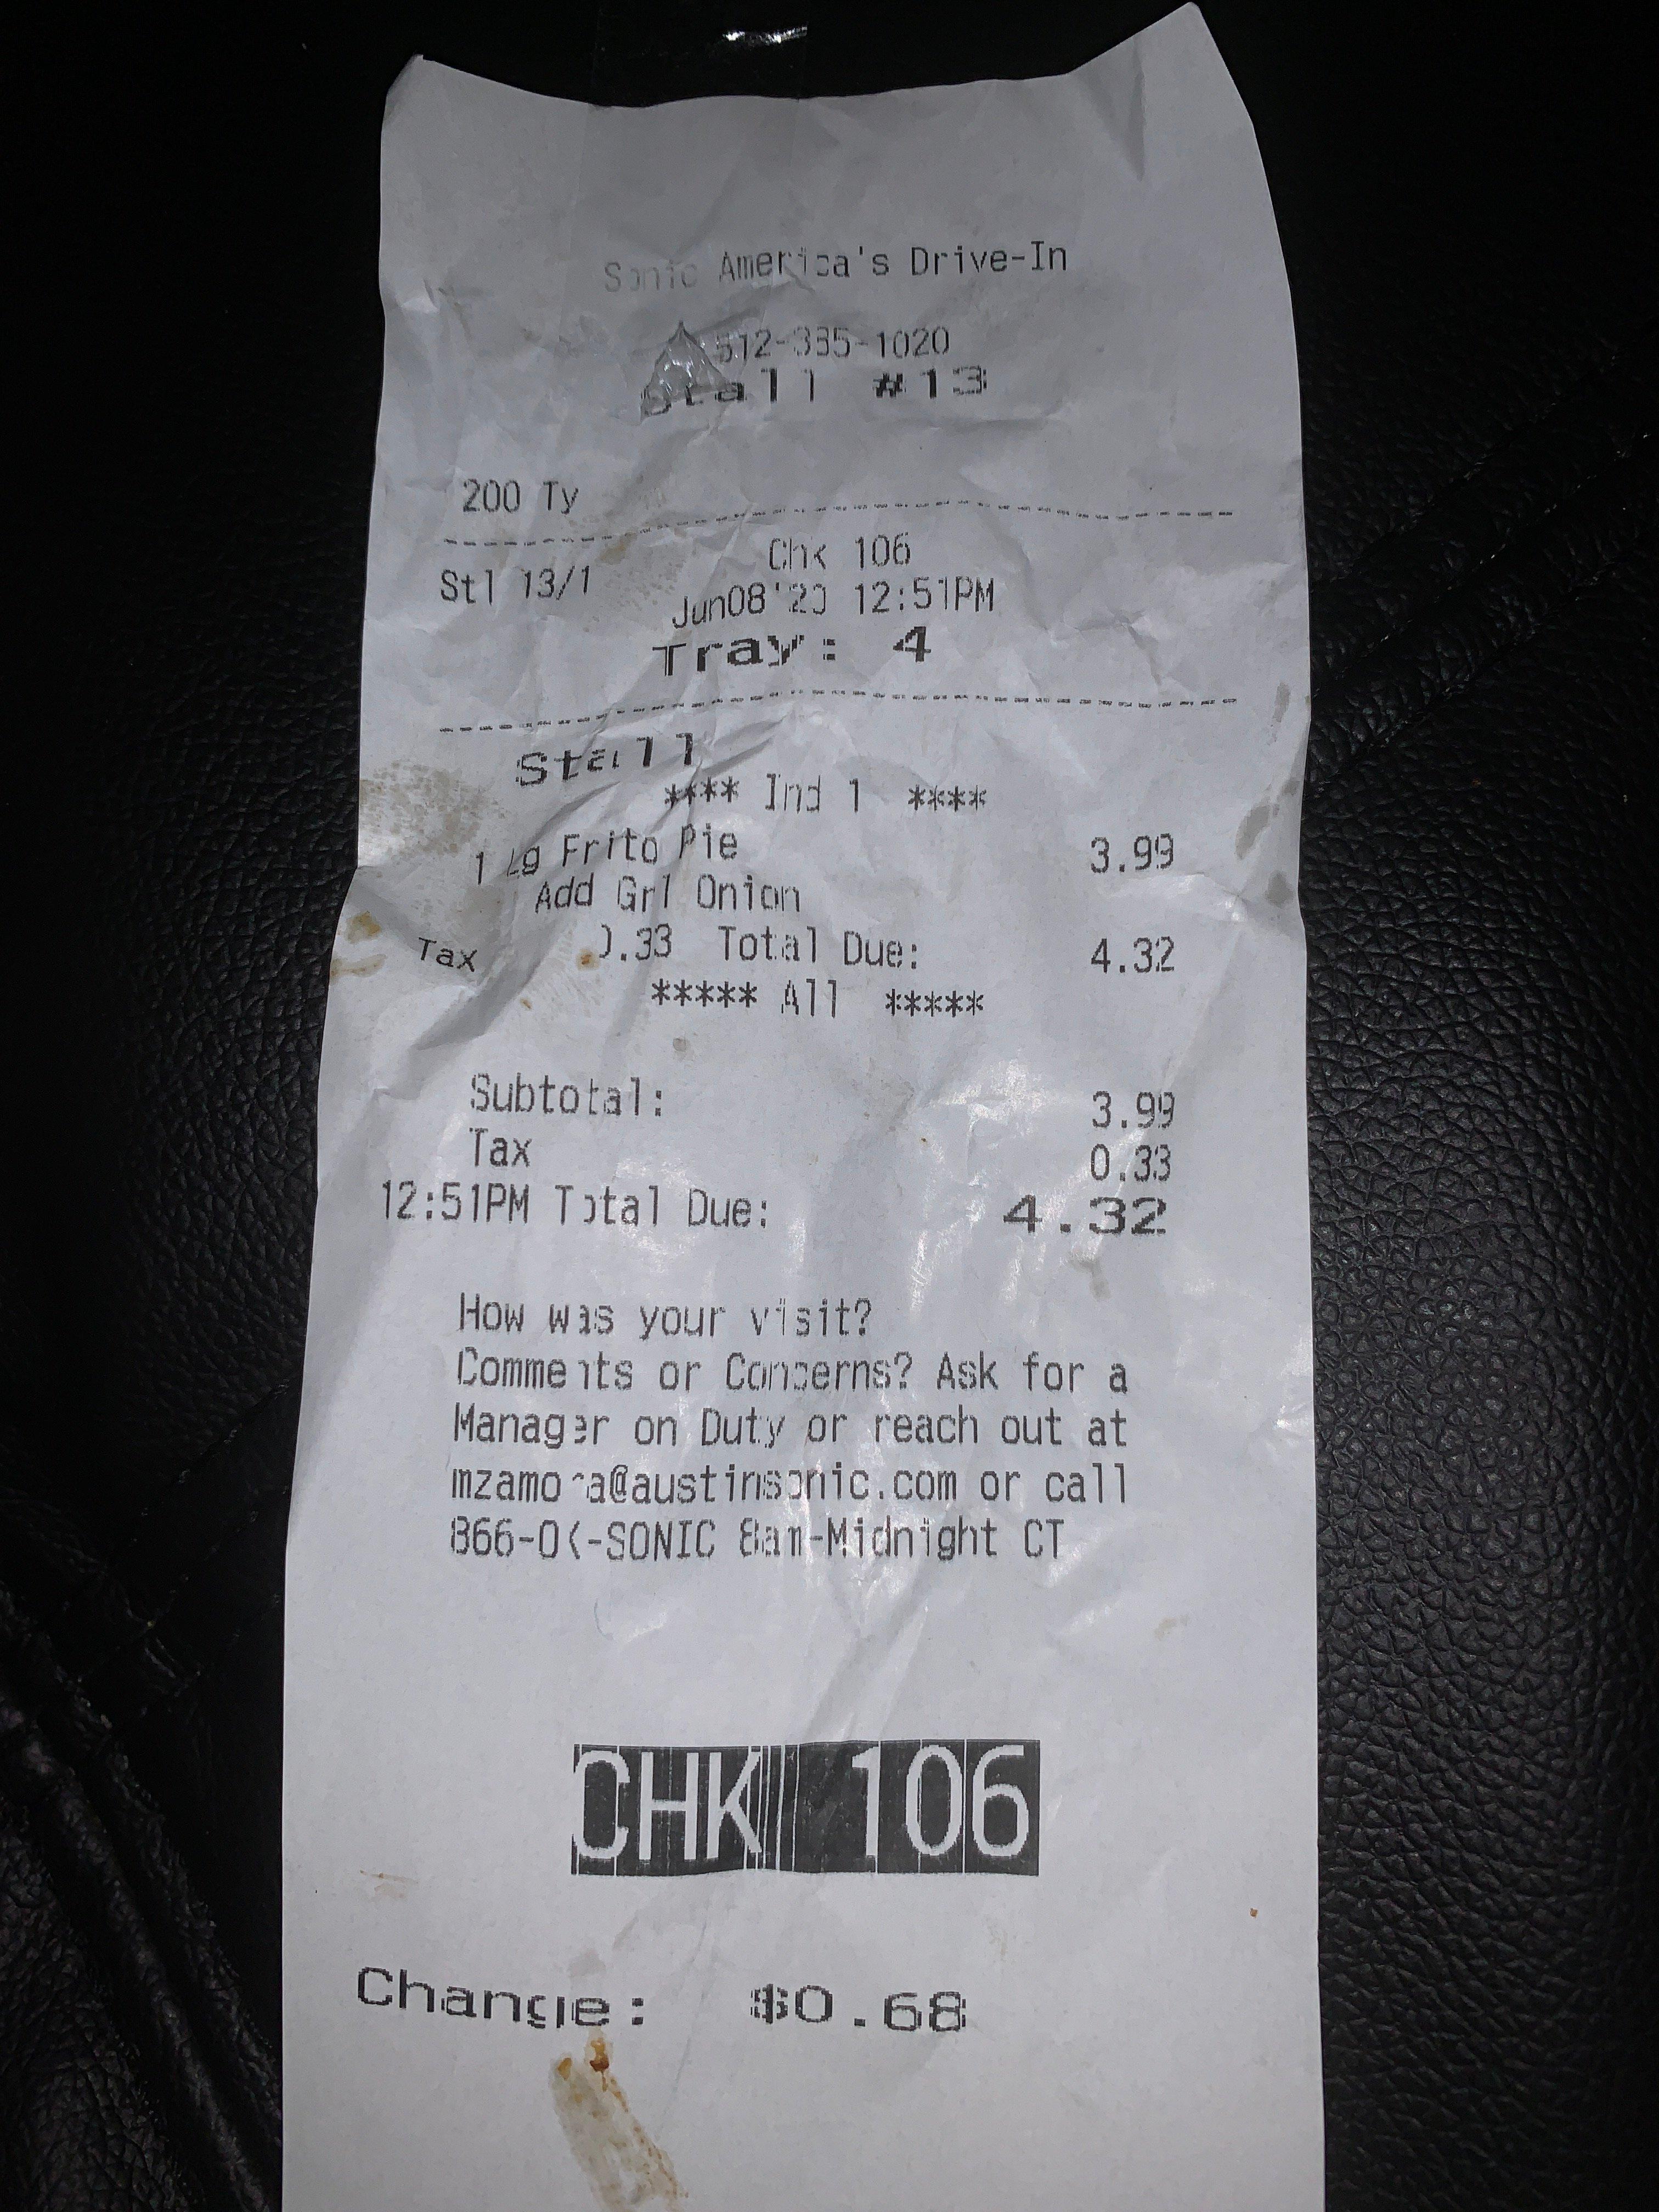 Sonic America's Drive-In
512-335-1020
Stall #13
200 Ty
Chk 106
Stl 13/1
Jun08'20 12:51PM
Tray: 4
Stall
**** Ind 1 ****
1 Lg Frito Pie 3.99
Add Grl Onion
Tax 0.33 Total Due: 4.32
***** All *****
Subtotal: 3.99
Tax 0.33
12:51PM Total Due: 4.32
How was your visit?
Comments or Concerns? Ask for a
Manager on Duty or reach out at
mzamora@austinsonic.com or call
866-OK-SONIC 8am-Midnight CT
CHK 106
Change: $0.68